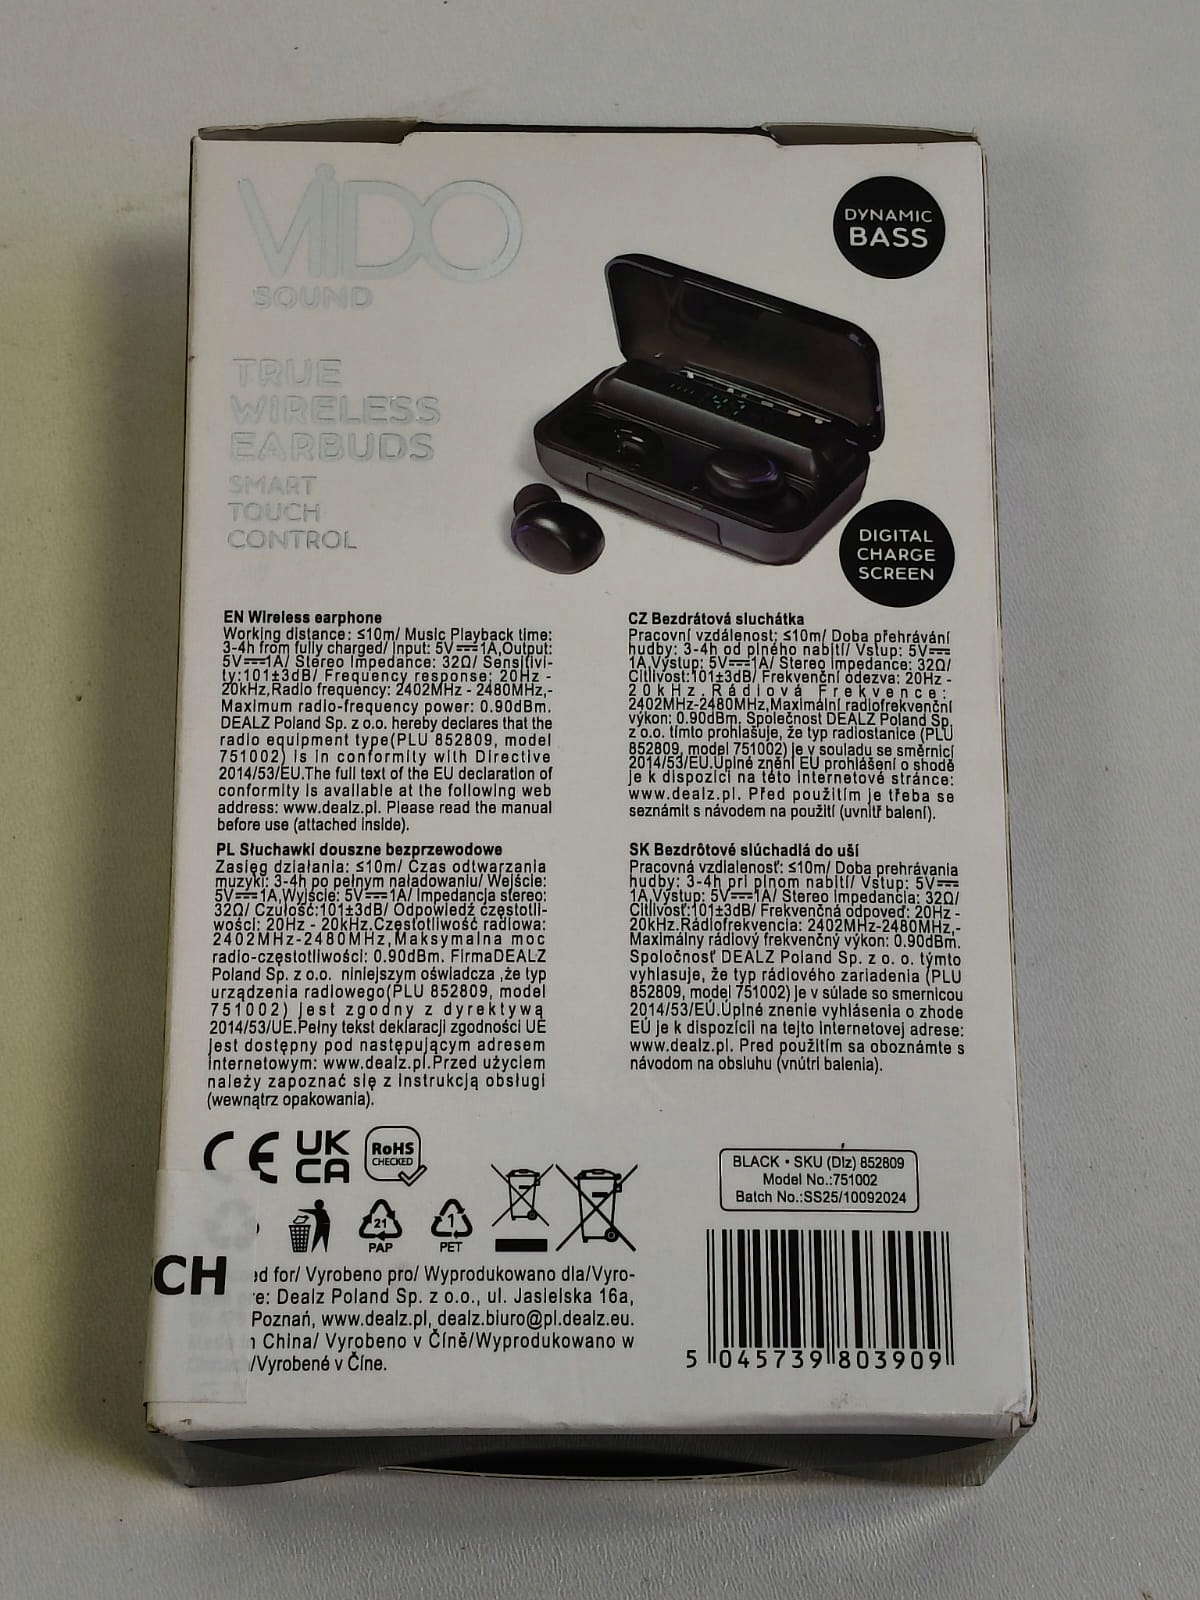 VIDO
SOUND
DYNAMIC
BASS
TRUE
WIRELESS
EARBUDS
SMART
TOUCH
CONTROL
DIGITAL
CHARGE
SCREEN
EN Wireless earphone
Working distance: ≤10m/ Music Playback time:
3-4h from fully charged/ Input: 5V⎓1A,Output:
5V⎓1A/ Stereo Impedance: 32Ω/ Sensitivi-
ty:101±3dB/ Frequency response: 20Hz -
20kHz,Radio frequency: 2402MHz - 2480MHz,-
Maximum radio-frequency power: 0.90dBm.
DEALZ Poland Sp. z o.o. hereby declares that the
radio equipment type(PLU 852809, model
751002) is in conformity with Directive
2014/53/EU.The full text of the EU declaration of
conformity is available at the following web
address: www.dealz.pl. Please read the manual
before use (attached inside).
PL Słuchawki douszne bezprzewodowe
Zasięg działania: ≤10m/ Czas odtwarzania
muzyki: 3-4h po pełnym naładowaniu/ Wejście:
5V⎓1A,Wyjście: 5V⎓1A/ Impedancja stereo:
32Ω/ Czułość:101±3dB/ Odpowiedź częstotli-
wości: 20Hz - 20kHz.Częstotliwość radiowa:
2402MHz-2480MHz,Maksymalna moc
radio-częstotliwości: 0.90dBm. FirmaDEALZ
Poland Sp. z o.o. niniejszym oświadcza ,że typ
urządzenia radiowego(PLU 852809, model
751002) jest zgodny z dyrektywą
2014/53/UE.Pełny tekst deklaracji zgodności UE
jest dostępny pod następującym adresem
internetowym: www.dealz.pl.Przed użyciem
należy zapoznać się z instrukcją obsługi
(wewnątrz opakowania).
CZ Bezdrátová sluchátka
Pracovní vzdálenost: ≤10m/ Doba přehrávání
hudby: 3-4h od plného nabití/ Vstup: 5V⎓
1A,Výstup: 5V⎓1A/ Stereo Impedance: 32Ω/
Citlivost:101±3dB/ Frekvenční odezva: 20Hz -
20kHz.Rádiová Frekvence:
2402MHz-2480MHz,Maximální radiofrekvenční
výkon: 0.90dBm, Společnost DEALZ Poland Sp.
z o.o. tímto prohlašuje, že typ radiostanice (PLU
852809, model 751002) je v souladu se směrnicí
2014/53/EU.Úplné znění EU prohlášení o shodě
je k dispozici na této internetové stránce:
www.dealz.pl. Před použitím je třeba se
seznámit s návodem na použití (uvnitř balení).
SK Bezdrôtové slúchadlá do uší
Pracovná vzdialenosť: ≤10m/ Doba prehrávania
hudby: 3-4h pri plnom nabití/ Vstup: 5V⎓
1A,Výstup: 5V⎓1A/ Stereo Impedancia: 32Ω/
Citlivosť:101±3dB/ Frekvenčná odpoveď: 20Hz -
20kHz.Rádiofrekvencia: 2402MHz-2480MHz,-
Maximálny rádiový frekvenčný výkon: 0.90dBm.
Spoločnosť DEALZ Poland Sp. z o.o. týmto
vyhlasuje, že typ rádiového zariadenia (PLU
852809, model 751002) je v súlade so smernicou
2014/53/EÚ.Úplné znenie vyhlásenia o zhode
EÚ je k dispozícii na tejto internetovej adrese:
www.dealz.pl. Pred použitím sa oboznámte s
návodom na obsluhu (vnútri balenia).
CE
UK
CA
RoHS
CHECKED
21
PAP
1
PET
CH
ed for/ Vyrobeno pro/ Wyprodukowano dla/Vyro-
re: Dealz Poland Sp. z o.o., ul. Jasielska 16a,
Poznań, www.dealz.pl, dealz.biuro@pl.dealz.eu.
n China/ Vyrobeno v Číně/Wyprodukowano w
/Vyrobené v Číne.
BLACK • SKU (Dlz) 852809
Model No.:751002
Batch No.:SS25/10092024
5 045739 803909